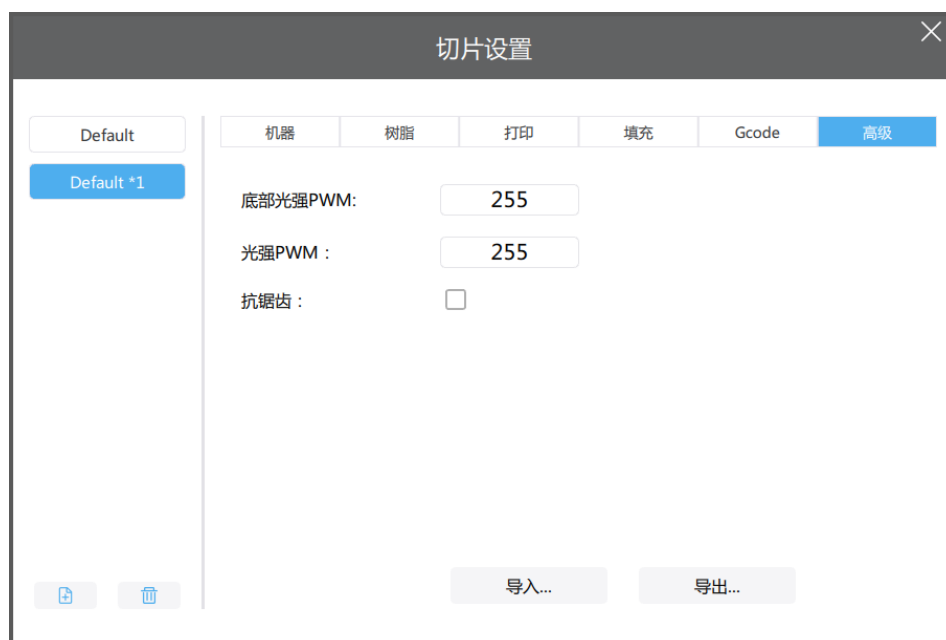 切片设置
Default
Default *1
机器 树脂 打印 填充 Gcode 高级
底部光强PWM: 255
光强PWM： 255
抗锯齿：
导入... 导出...